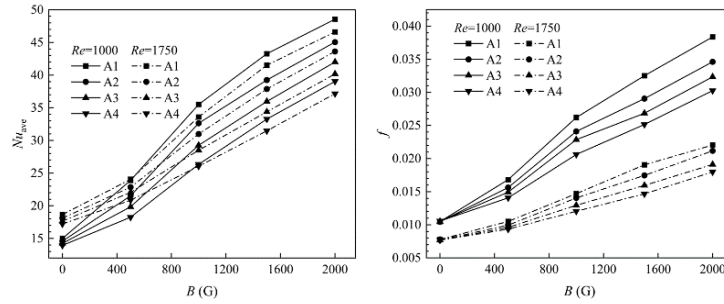 50
45
40
35
30
25
20
15
Nu_ave
Re=1000 Re=1750
A1 A1
A2 A2
A3 A3
A4 A4
0 400 800 1200 1600 2000
B (G)
0.040
0.035
0.030
0.025
0.020
0.015
0.010
0.005
f
Re=1000 Re=1750
A1 A1
A2 A2
A3 A3
A4 A4
0 400 800 1200 1600 2000
B (G)